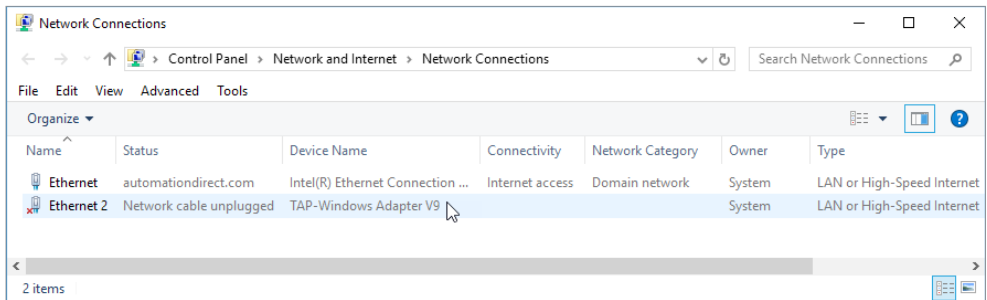 Network Connections
Control Panel > Network and Internet > Network Connections
Search Network Connections
File Edit View Advanced Tools
Organize
Name Status Device Name Connectivity Network Category Owner Type
Ethernet automationdirect.com Intel(R) Ethernet Connection ... Internet access Domain network System LAN or High-Speed Internet
Ethernet 2 Network cable unplugged TAP-Windows Adapter V9 System LAN or High-Speed Internet
2 items